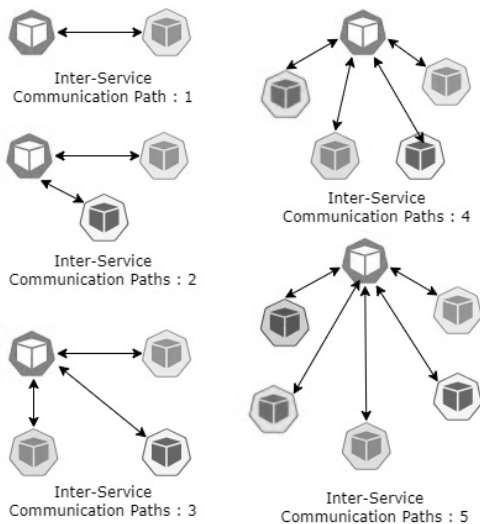 Inter-Service
Communication Path : 1
Inter-Service
Communication Paths : 2
Inter-Service
Communication Paths : 3
Inter-Service
Communication Paths : 4
Inter-Service
Communication Paths : 5